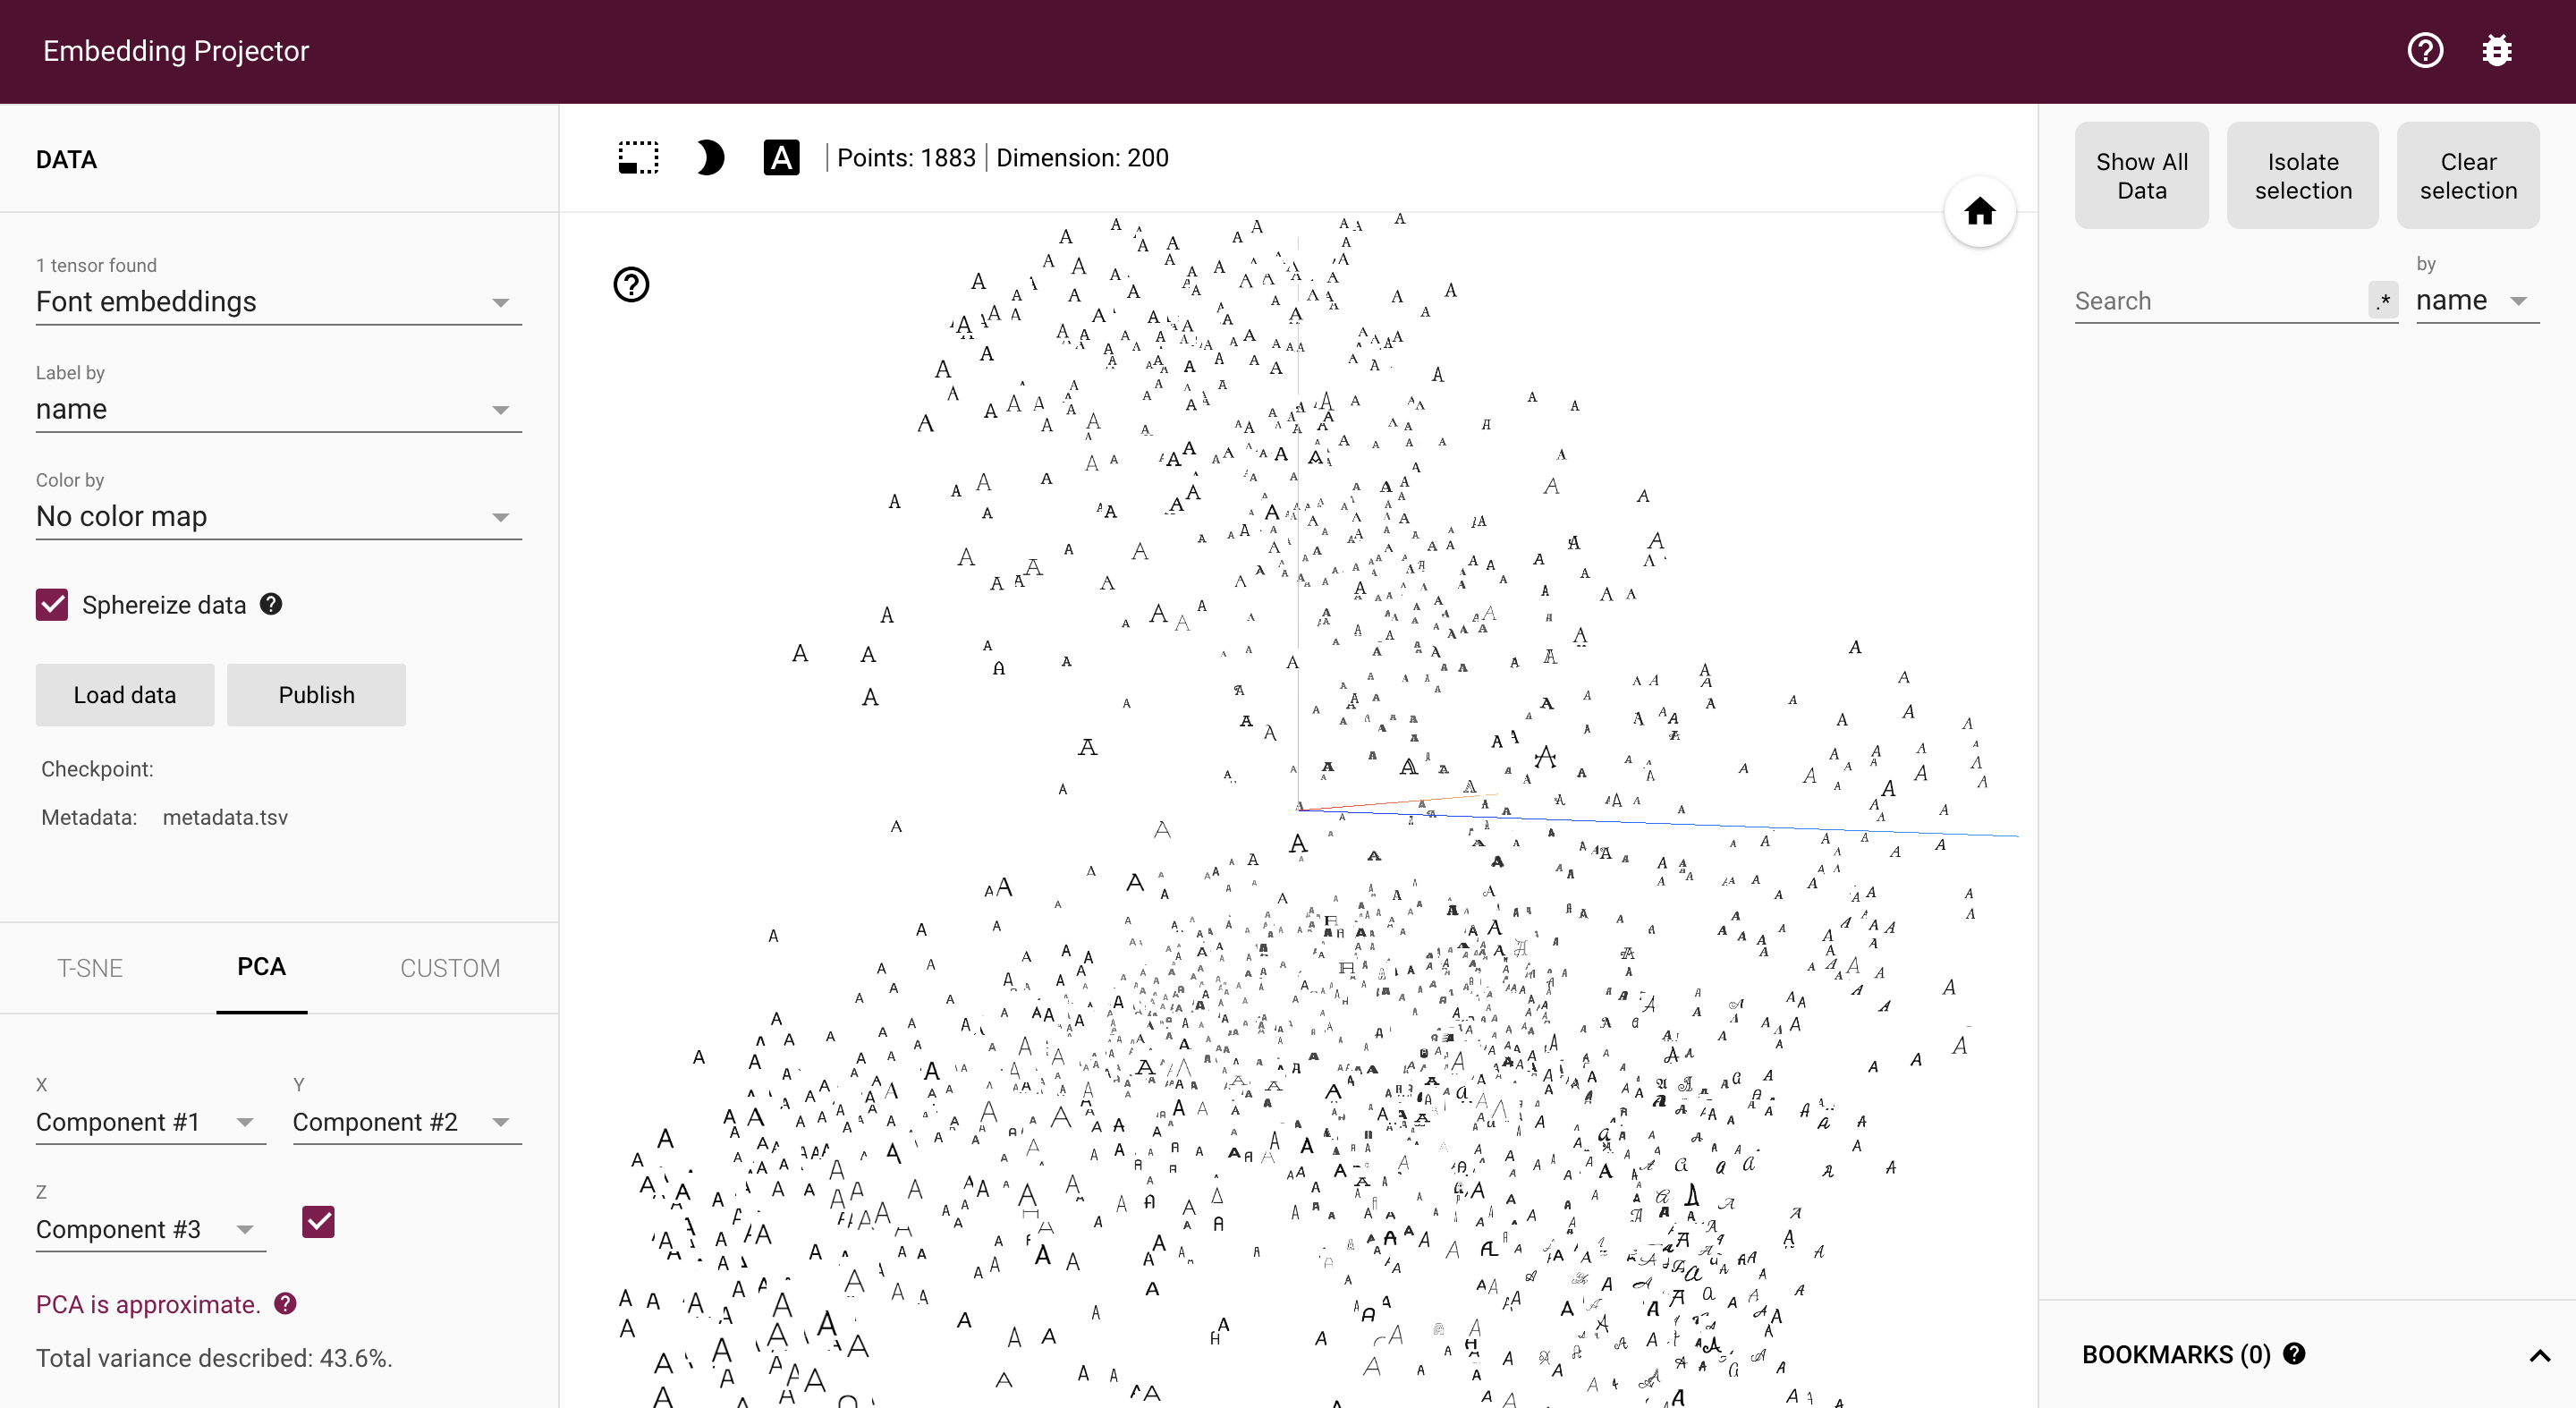 Embedding Projector
DATA
1 tensor found
Font embeddings
Label by
name
Color by
No color map
Sphereize data
Load data
Publish
Checkpoint:
Metadata: metadata.tsv
T-SNE
PCA
CUSTOM
X
Component #1
Y
Component #2
Z
Component #3
PCA is approximate.
Total variance described: 43.6%.
A
Points: 1883
Dimension: 200
Show All
Data
Isolate
selection
Clear
selection
Search
.*
by
name
BOOKMARKS (0)